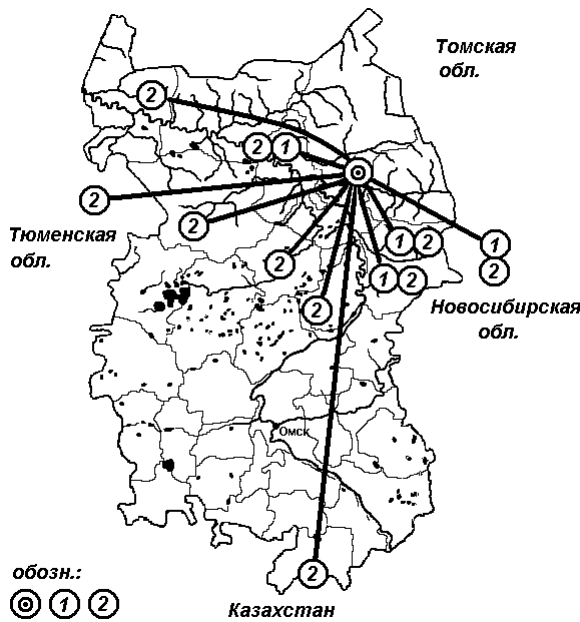 Томская
обл.
2
2 1
2
2
Тюменская
обл.
2
1 2
1
2
1 2
2
Новосибирская
обл.
Омск
2
обозн.:
1 2
Казахстан